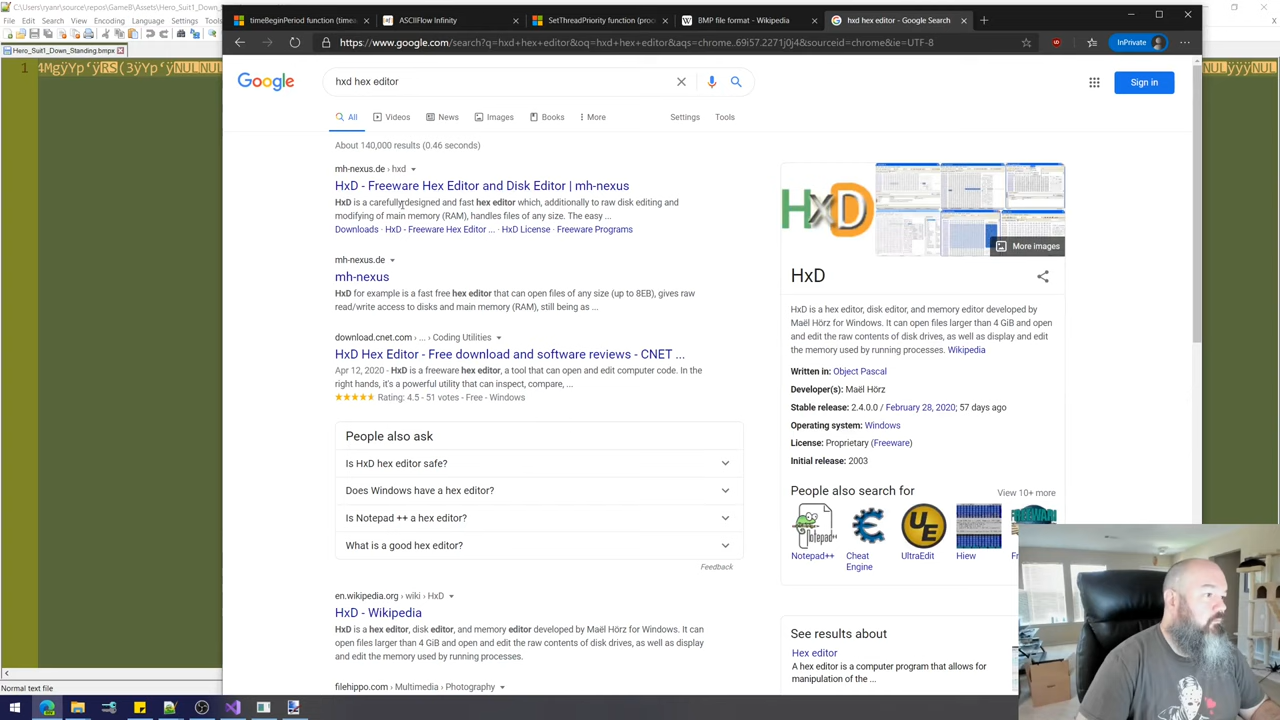 C:\Users\ryan\source\repos\GameB\Assets\Hero_Suit1_Down_
File Edit Search View Encoding Language Settings T
Hero_Suit1_Down_Standing.bmpx
1
timeBeginPeriod function (timea
ASCIIFlow Infinity
SetThreadPriority function (proc
BMP file format - Wikipedia
hxd hex editor - Google Search
https://www.google.com/search?q=hxd+hex+editor&oq=hxd+hex+editor&aqs=chrome..69i57.2271j0j4&sourceid=chrome&ie=UTF-8
InPrivate
Google
hxd hex editor
Sign in
All Videos News Images Books More Settings Tools
About 140,000 results (0.46 seconds)
mh-nexus.de › hxd
HxD - Freeware Hex Editor and Disk Editor | mh-nexus
HxD is a carefully designed and fast hex editor which, additionally to raw disk editing and
modifying of main memory (RAM), handles files of any size. The easy ...
Downloads · HxD - Freeware Hex Editor ... · HxD License · Freeware Programs
mh-nexus.de
mh-nexus
HxD for example is a fast free hex editor that can open files of any size (up to 8EB), gives raw
read/write access to disks and main memory (RAM), still being as ...
download.cnet.com › ... › Coding Utilities
HxD Hex Editor - Free download and software reviews - CNET ...
Apr 12, 2020 - HxD is a freeware hex editor, a tool that can open and edit computer code. In the
right hands, it's a powerful utility that can inspect, compare, ...
Rating: 4.5 - 51 votes - Free - Windows
People also ask
Is HxD hex editor safe?
Does Windows have a hex editor?
Is Notepad ++ a hex editor?
What is a good hex editor?
Feedback
en.wikipedia.org › wiki › HxD
HxD - Wikipedia
HxD is a hex editor, disk editor, and memory editor developed by Maël Hörz for Windows. It can
open files larger than 4 GiB and open and edit the raw contents of disk drives, as well as display
and edit the memory used by running processes.
filehippo.com › Multimedia › Photography
HxD
More images
HxD
HxD is a hex editor, disk editor, and memory editor developed by
Maël Hörz for Windows. It can open files larger than 4 GiB and open
and edit the raw contents of disk drives, as well as display and edit
the memory used by running processes. Wikipedia
Written in: Object Pascal
Developer(s): Maël Hörz
Stable release: 2.4.0.0 / February 28, 2020; 57 days ago
Operating system: Windows
License: Proprietary (Freeware)
Initial release: 2003
People also search for
View 10+ more
Notepad++ Cheat Engine UltraEdit Hiew
See results about
Hex editor
A hex editor is a computer program that allows for
manipulation of the ...
Normal text file